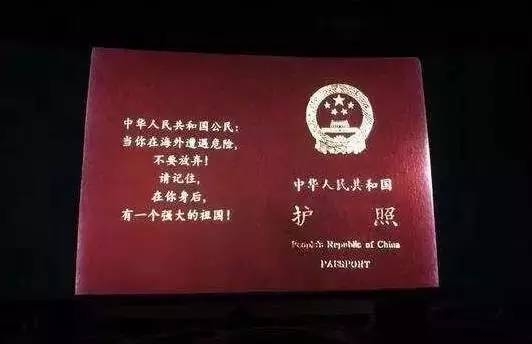 中华人民共和国公民：
当你在海外遭遇危险，
不要放弃！
请记住，
在你身后，
有一个强大的祖国！
中华人民共和国
护照
People's Republic of China
PASSPORT